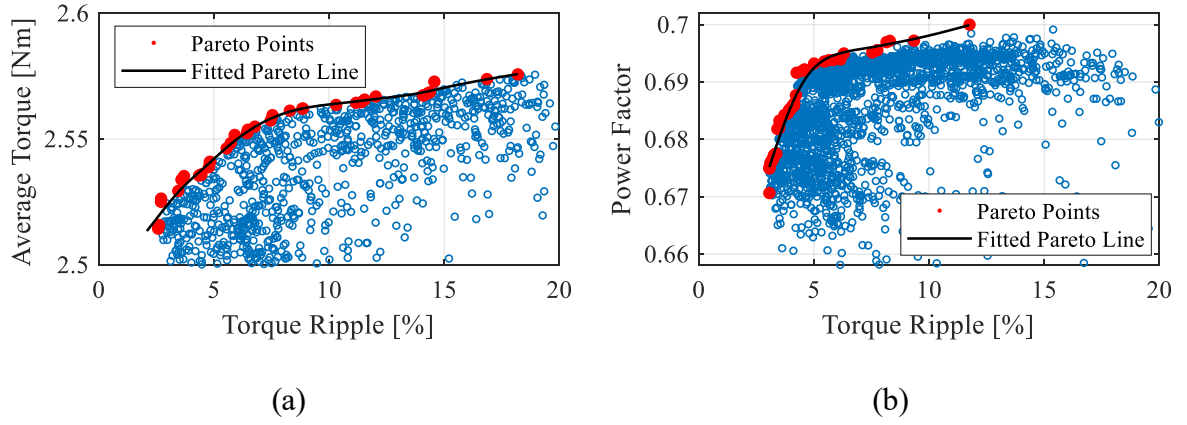 2.6
2.55
2.5
Average Torque [Nm]
Pareto Points
Fitted Pareto Line
0 5 10 15 20
Torque Ripple [%]
(a)
0.7
0.69
0.68
0.67
0.66
Power Factor
Pareto Points
Fitted Pareto Line
0 5 10 15 20
Torque Ripple [%]
(b)